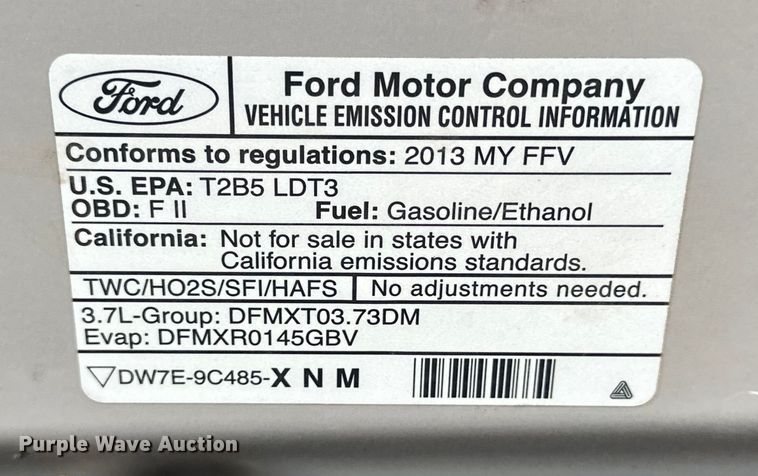 Ford
Ford Motor Company
VEHICLE EMISSION CONTROL INFORMATION
Conforms to regulations: 2013 MY FFV
U.S. EPA: T2B5 LDT3
OBD: F II Fuel: Gasoline/Ethanol
California: Not for sale in states with
California emissions standards.
TWC/HO2S/SFI/HAFS No adjustments needed.
3.7L-Group: DFMXT03.73DM
Evap: DFMXR0145GBV
DW7E-9C485-X N M
Purple Wave Auction